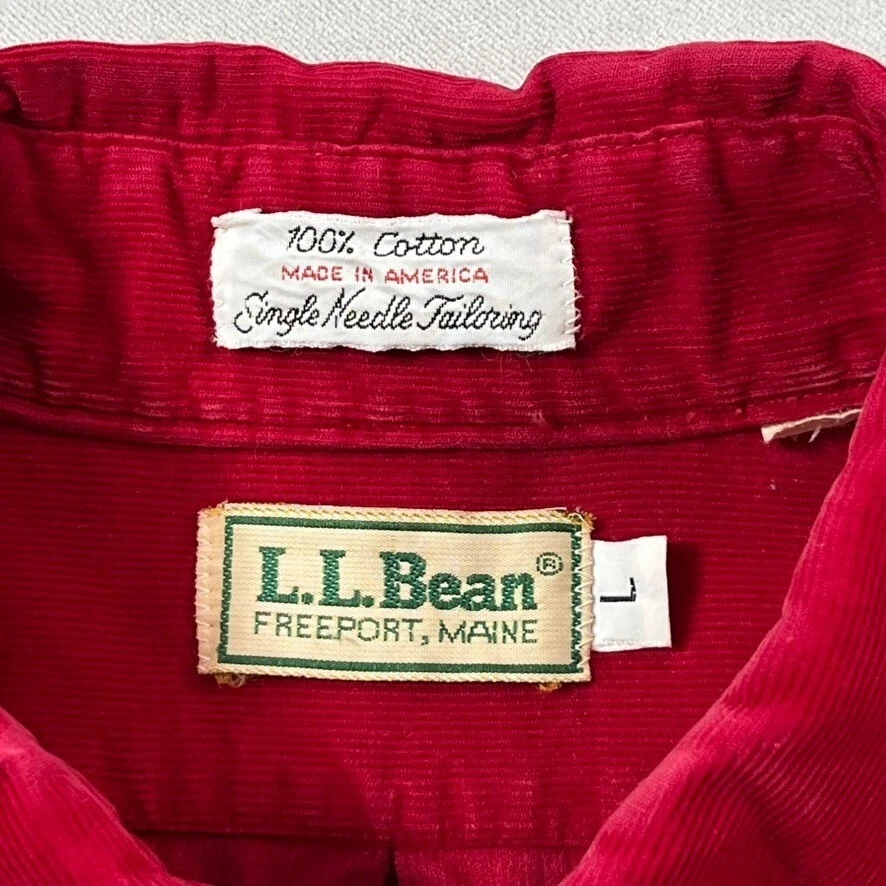 100% Cotton
MADE IN AMERICA
Single Needle Tailoring
L.L.Bean®
FREEPORT, MAINE
L